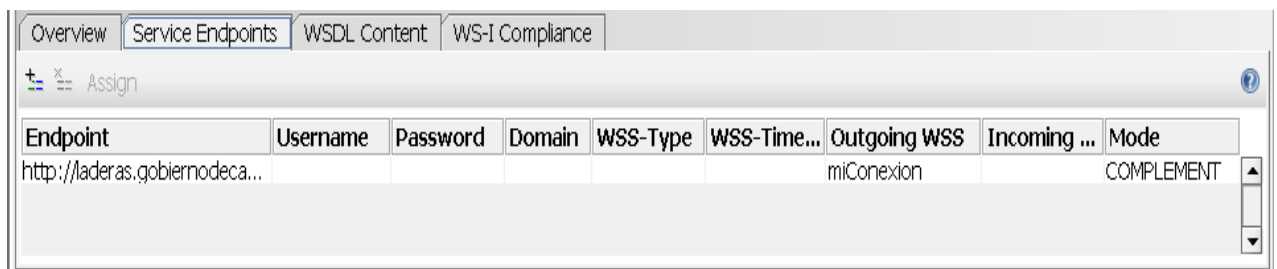 Overview Service Endpoints WSDL Content WS-I Compliance
Assign
Endpoint Username Password Domain WSS-Type WSS-Time... Outgoing WSS Incoming ... Mode
http://laderas.gobiernodeca... miConexion COMPLEMENT